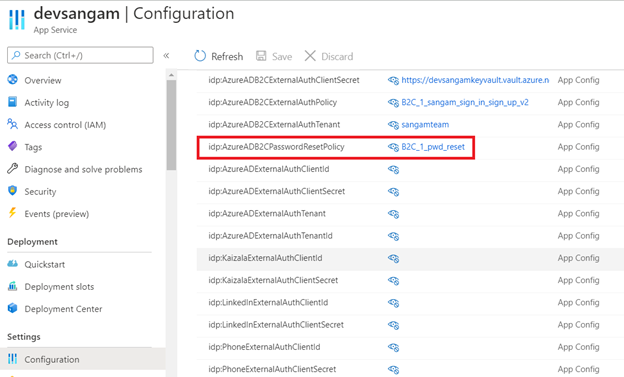 devsangam | Configuration
App Service
Search (Ctrl+/)
«
Refresh
Save
Discard
Overview
Activity log
Access control (IAM)
Tags
Diagnose and solve problems
Security
Events (preview)
Deployment
Quickstart
Deployment slots
Deployment Center
Settings
Configuration
idp:AzureADB2CExternalAuthClientSecret https://devsangamkeyvault.vault.azure.n App Config
idp:AzureADB2CExternalAuthPolicy B2C_1_sangam_sign_in_sign_up_v2 App Config
idp:AzureADB2CExternalAuthTenant sangamteam App Config
idp:AzureADB2CPasswordResetPolicy B2C_1_pwd_reset App Config
idp:AzureADExternalAuthClientId App Config
idp:AzureADExternalAuthClientSecret App Config
idp:AzureADExternalAuthTenant App Config
idp:AzureADExternalAuthTenantId App Config
idp:KaizalaExternalAuthClientId App Config
idp:KaizalaExternalAuthClientSecret App Config
idp:LinkedInExternalAuthClientId App Config
idp:LinkedInExternalAuthClientSecret App Config
idp:PhoneExternalAuthClientId App Config
idp:PhoneExternalAuthClientSecret App Config